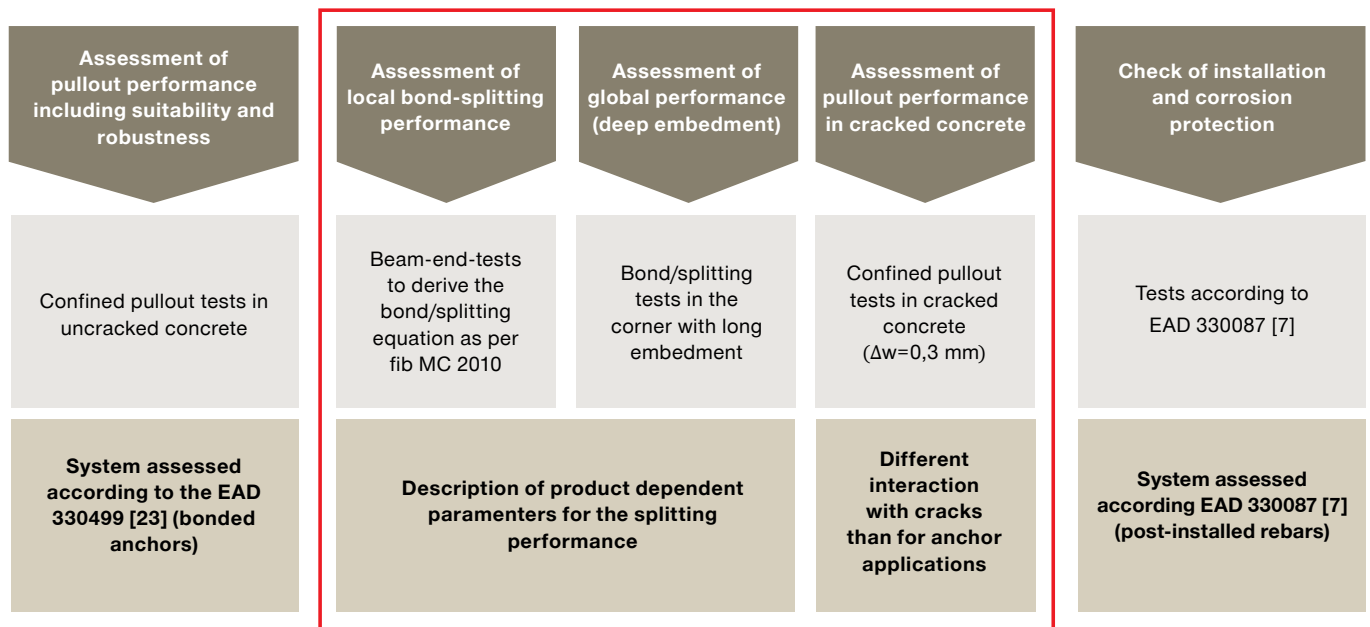 Assessment of
pullout performance
including suitability and
robustness
Assessment of
local bond-splitting
performance
Assessment of
global performance
(deep embedment)
Assessment of
pullout performance
in cracked concrete
Check of installation
and corrosion
protection
Confined pullout tests in
uncracked concrete
Beam-end-tests
to derive the
bond/splitting
equation as per
fib MC 2010
Bond/splitting
tests in the
corner with long
embedment
Confined pullout
tests in cracked
concrete
(Δw=0,3 mm)
Tests according to
EAD 330087 [7]
System assessed
according to the EAD
330499 [23] (bonded
anchors)
Description of product dependent
paramenters for the splitting
performance
Different
interaction
with cracks
than for anchor
applications
System assessed
according EAD 330087 [7]
(post-installed rebars)